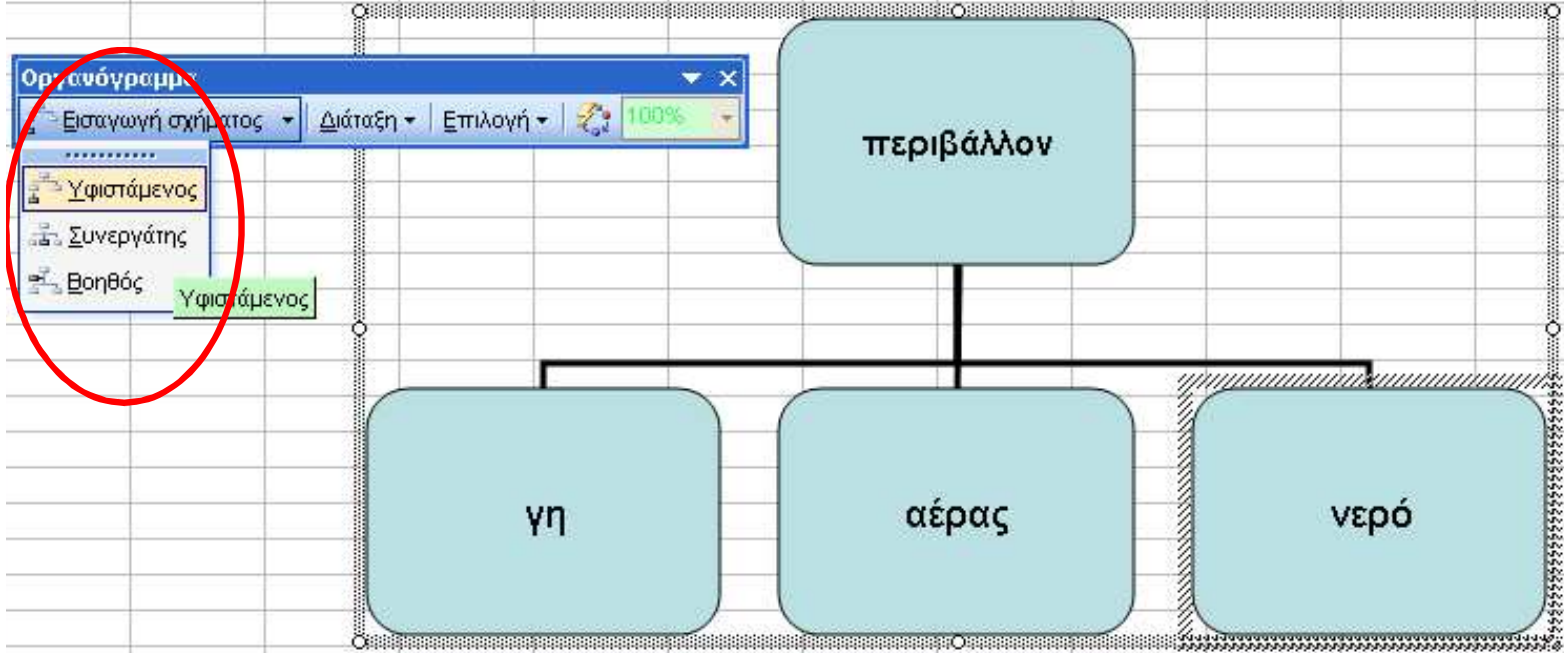 Οργανόγραμμα
Εισαγωγή σχήματος Διάταξη Επιλογή 100%
Υφιστάμενος
Συνεργάτης
Βοηθός
Υφιστάμενος
περιβάλλον
γη αέρας νερό